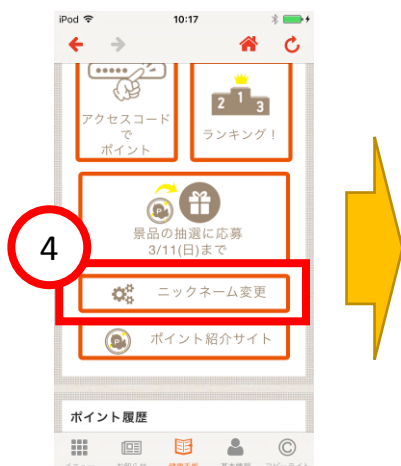 iPod 10:17
アクセスコード
で
ポイント
2 1 3
ランキング！
P
景品の抽選に応募
3/11(日)まで
4
ニックネーム変更
P
ポイント紹介サイト
ポイント履歴
©